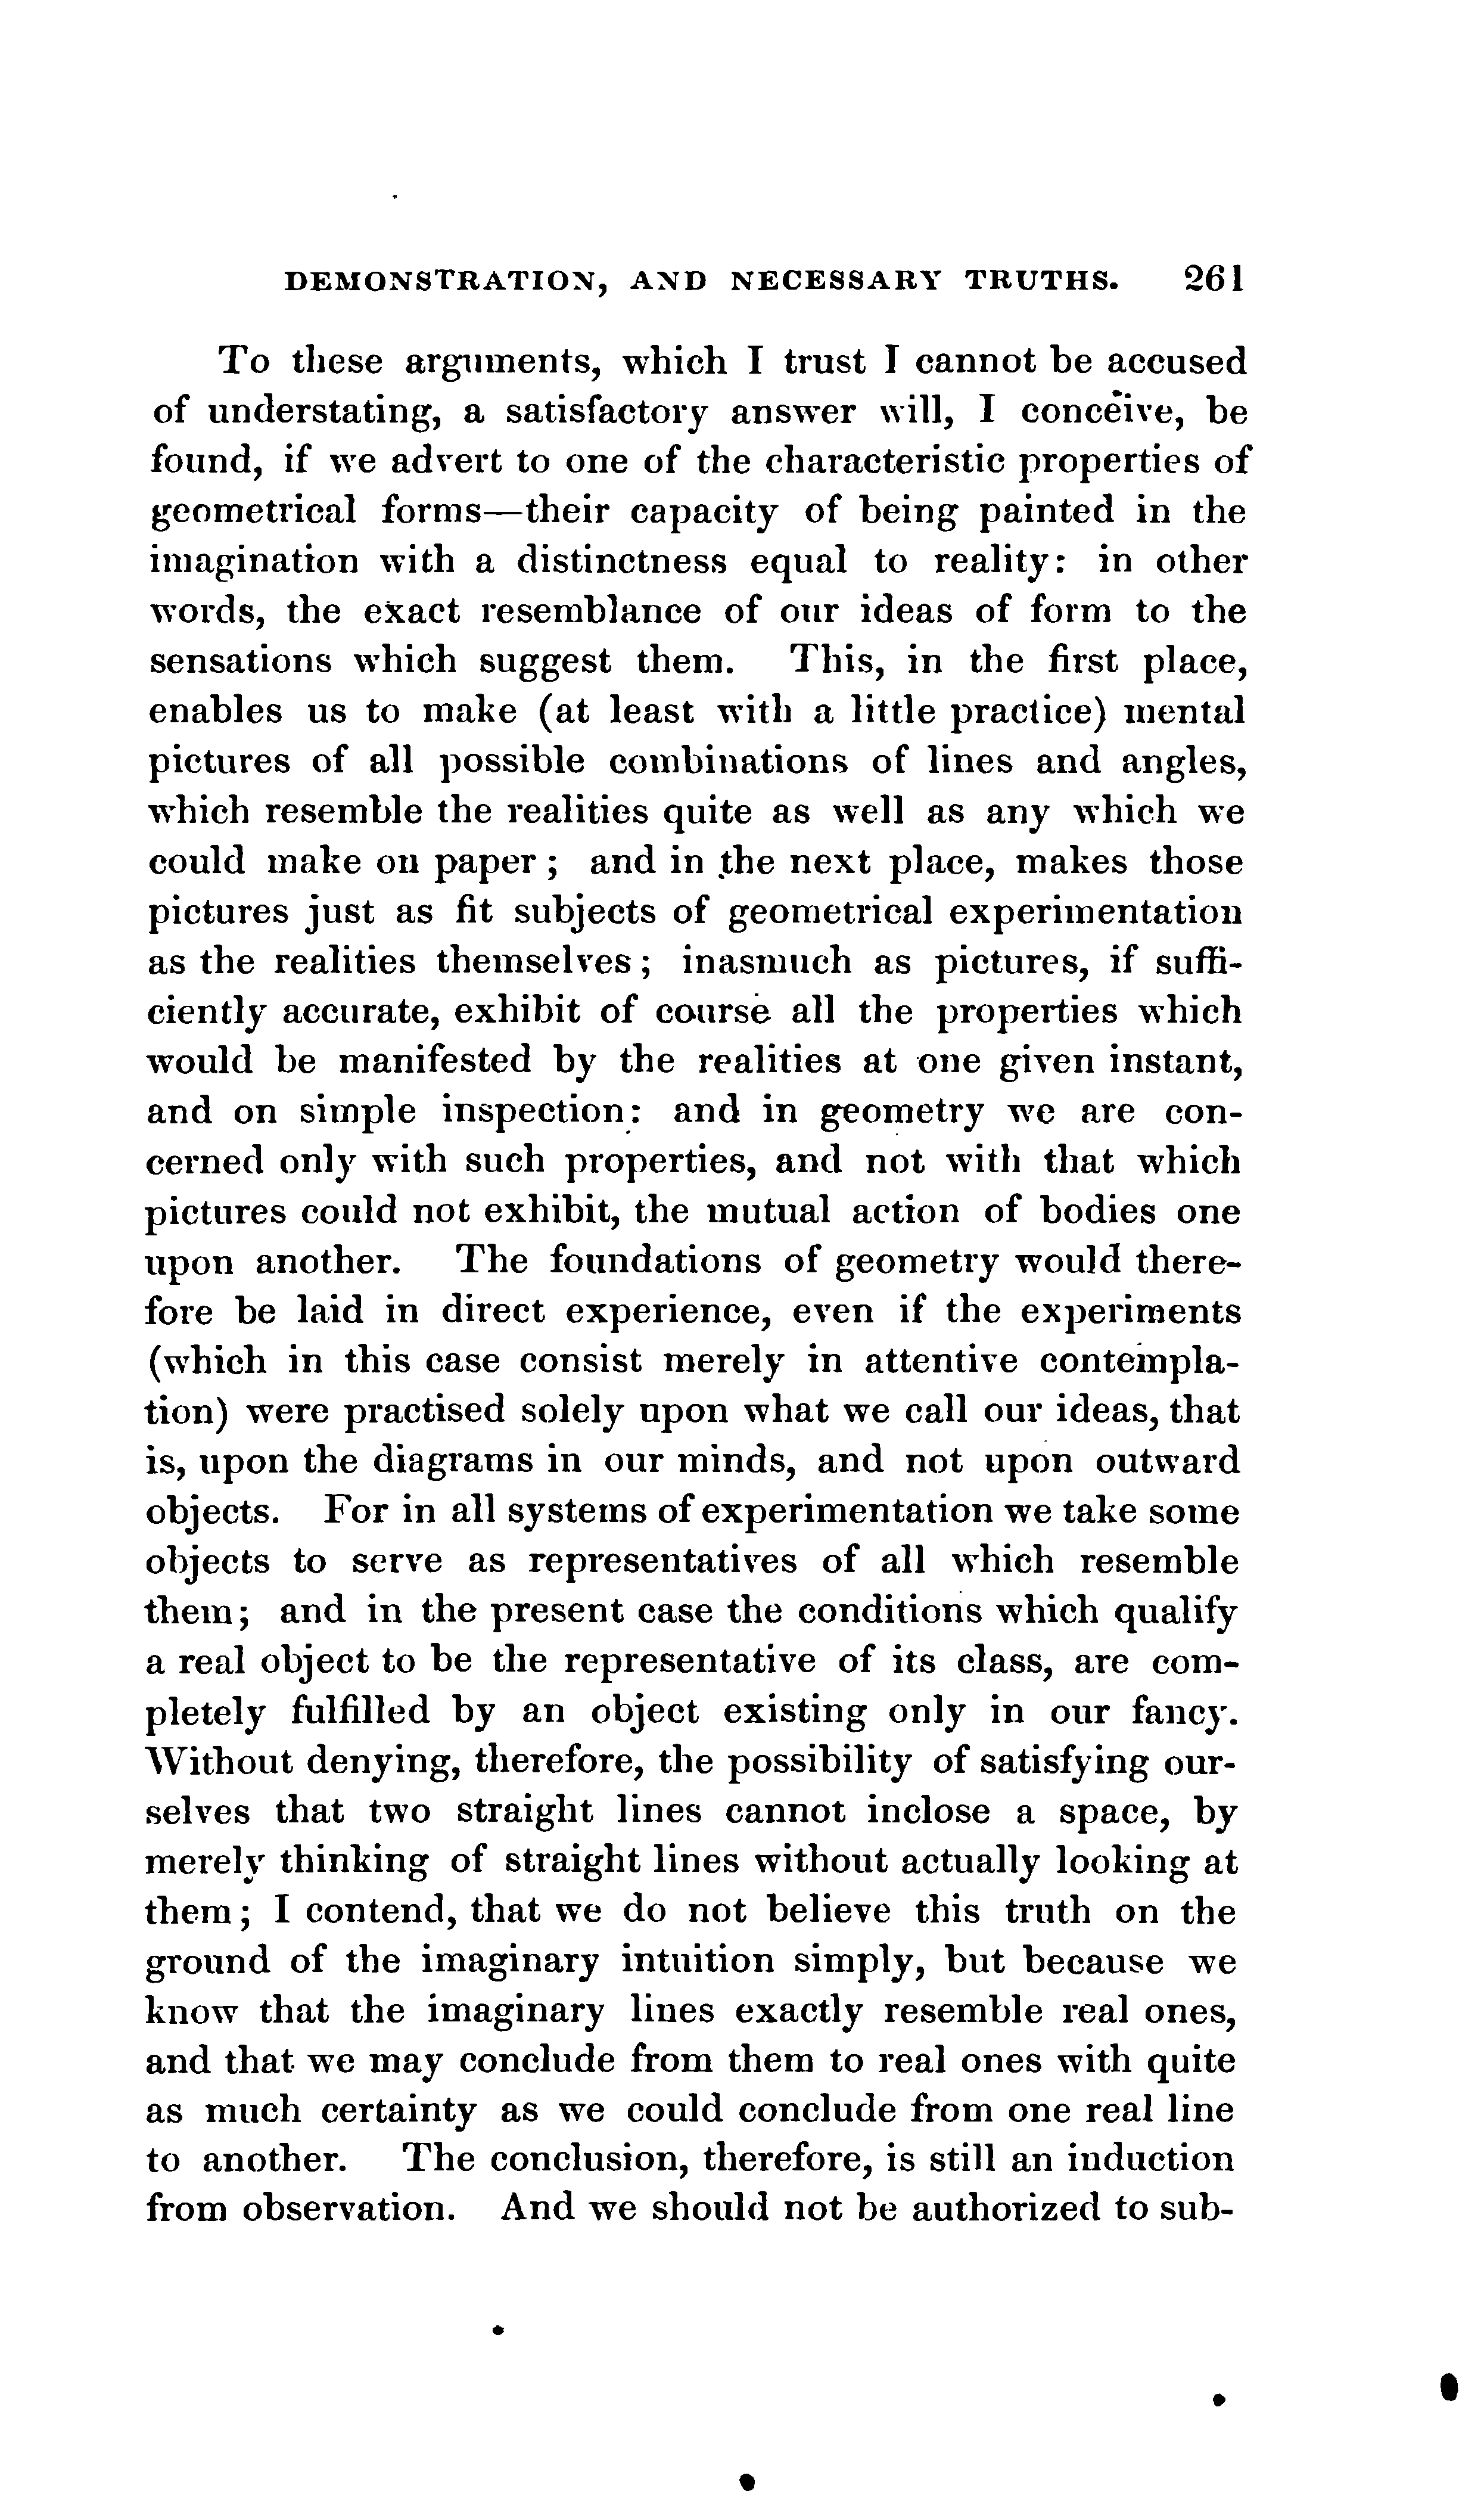 DEMONSTRATION, AND NECESSARY TRUTHS. 261
To these arguments, which I trust I cannot be accused
of understating, a satisfactory answer will, I conceive, be
found, if we advert to one of the characteristic properties of
geometrical forms—their capacity of being painted in the
imagination with a distinctness equal to reality: in other
words, the exact resemblance of our ideas of form to the
sensations which suggest them. This, in the first place,
enables us to make (at least with a little practice) mental
pictures of all possible combinations of lines and angles,
which resemble the realities quite as well as any which we
could make on paper; and in the next place, makes those
pictures just as fit subjects of geometrical experimentation
as the realities themselves; inasmuch as pictures, if suffi-
ciently accurate, exhibit of course all the properties which
would be manifested by the realities at one given instant,
and on simple inspection: and in geometry we are con-
cerned only with such properties, and not with that which
pictures could not exhibit, the mutual action of bodies one
upon another. The foundations of geometry would there-
fore be laid in direct experience, even if the experiments
(which in this case consist merely in attentive contempla-
tion) were practised solely upon what we call our ideas, that
is, upon the diagrams in our minds, and not upon outward
objects. For in all systems of experimentation we take some
objects to serve as representatives of all which resemble
them; and in the present case the conditions which qualify
a real object to be the representative of its class, are com-
pletely fulfilled by an object existing only in our fancy.
Without denying, therefore, the possibility of satisfying our-
selves that two straight lines cannot inclose a space, by
merely thinking of straight lines without actually looking at
them; I contend, that we do not believe this truth on the
ground of the imaginary intuition simply, but because we
know that the imaginary lines exactly resemble real ones,
and that we may conclude from them to real ones with quite
as much certainty as we could conclude from one real line
to another. The conclusion, therefore, is still an induction
from observation. And we should not be authorized to sub-